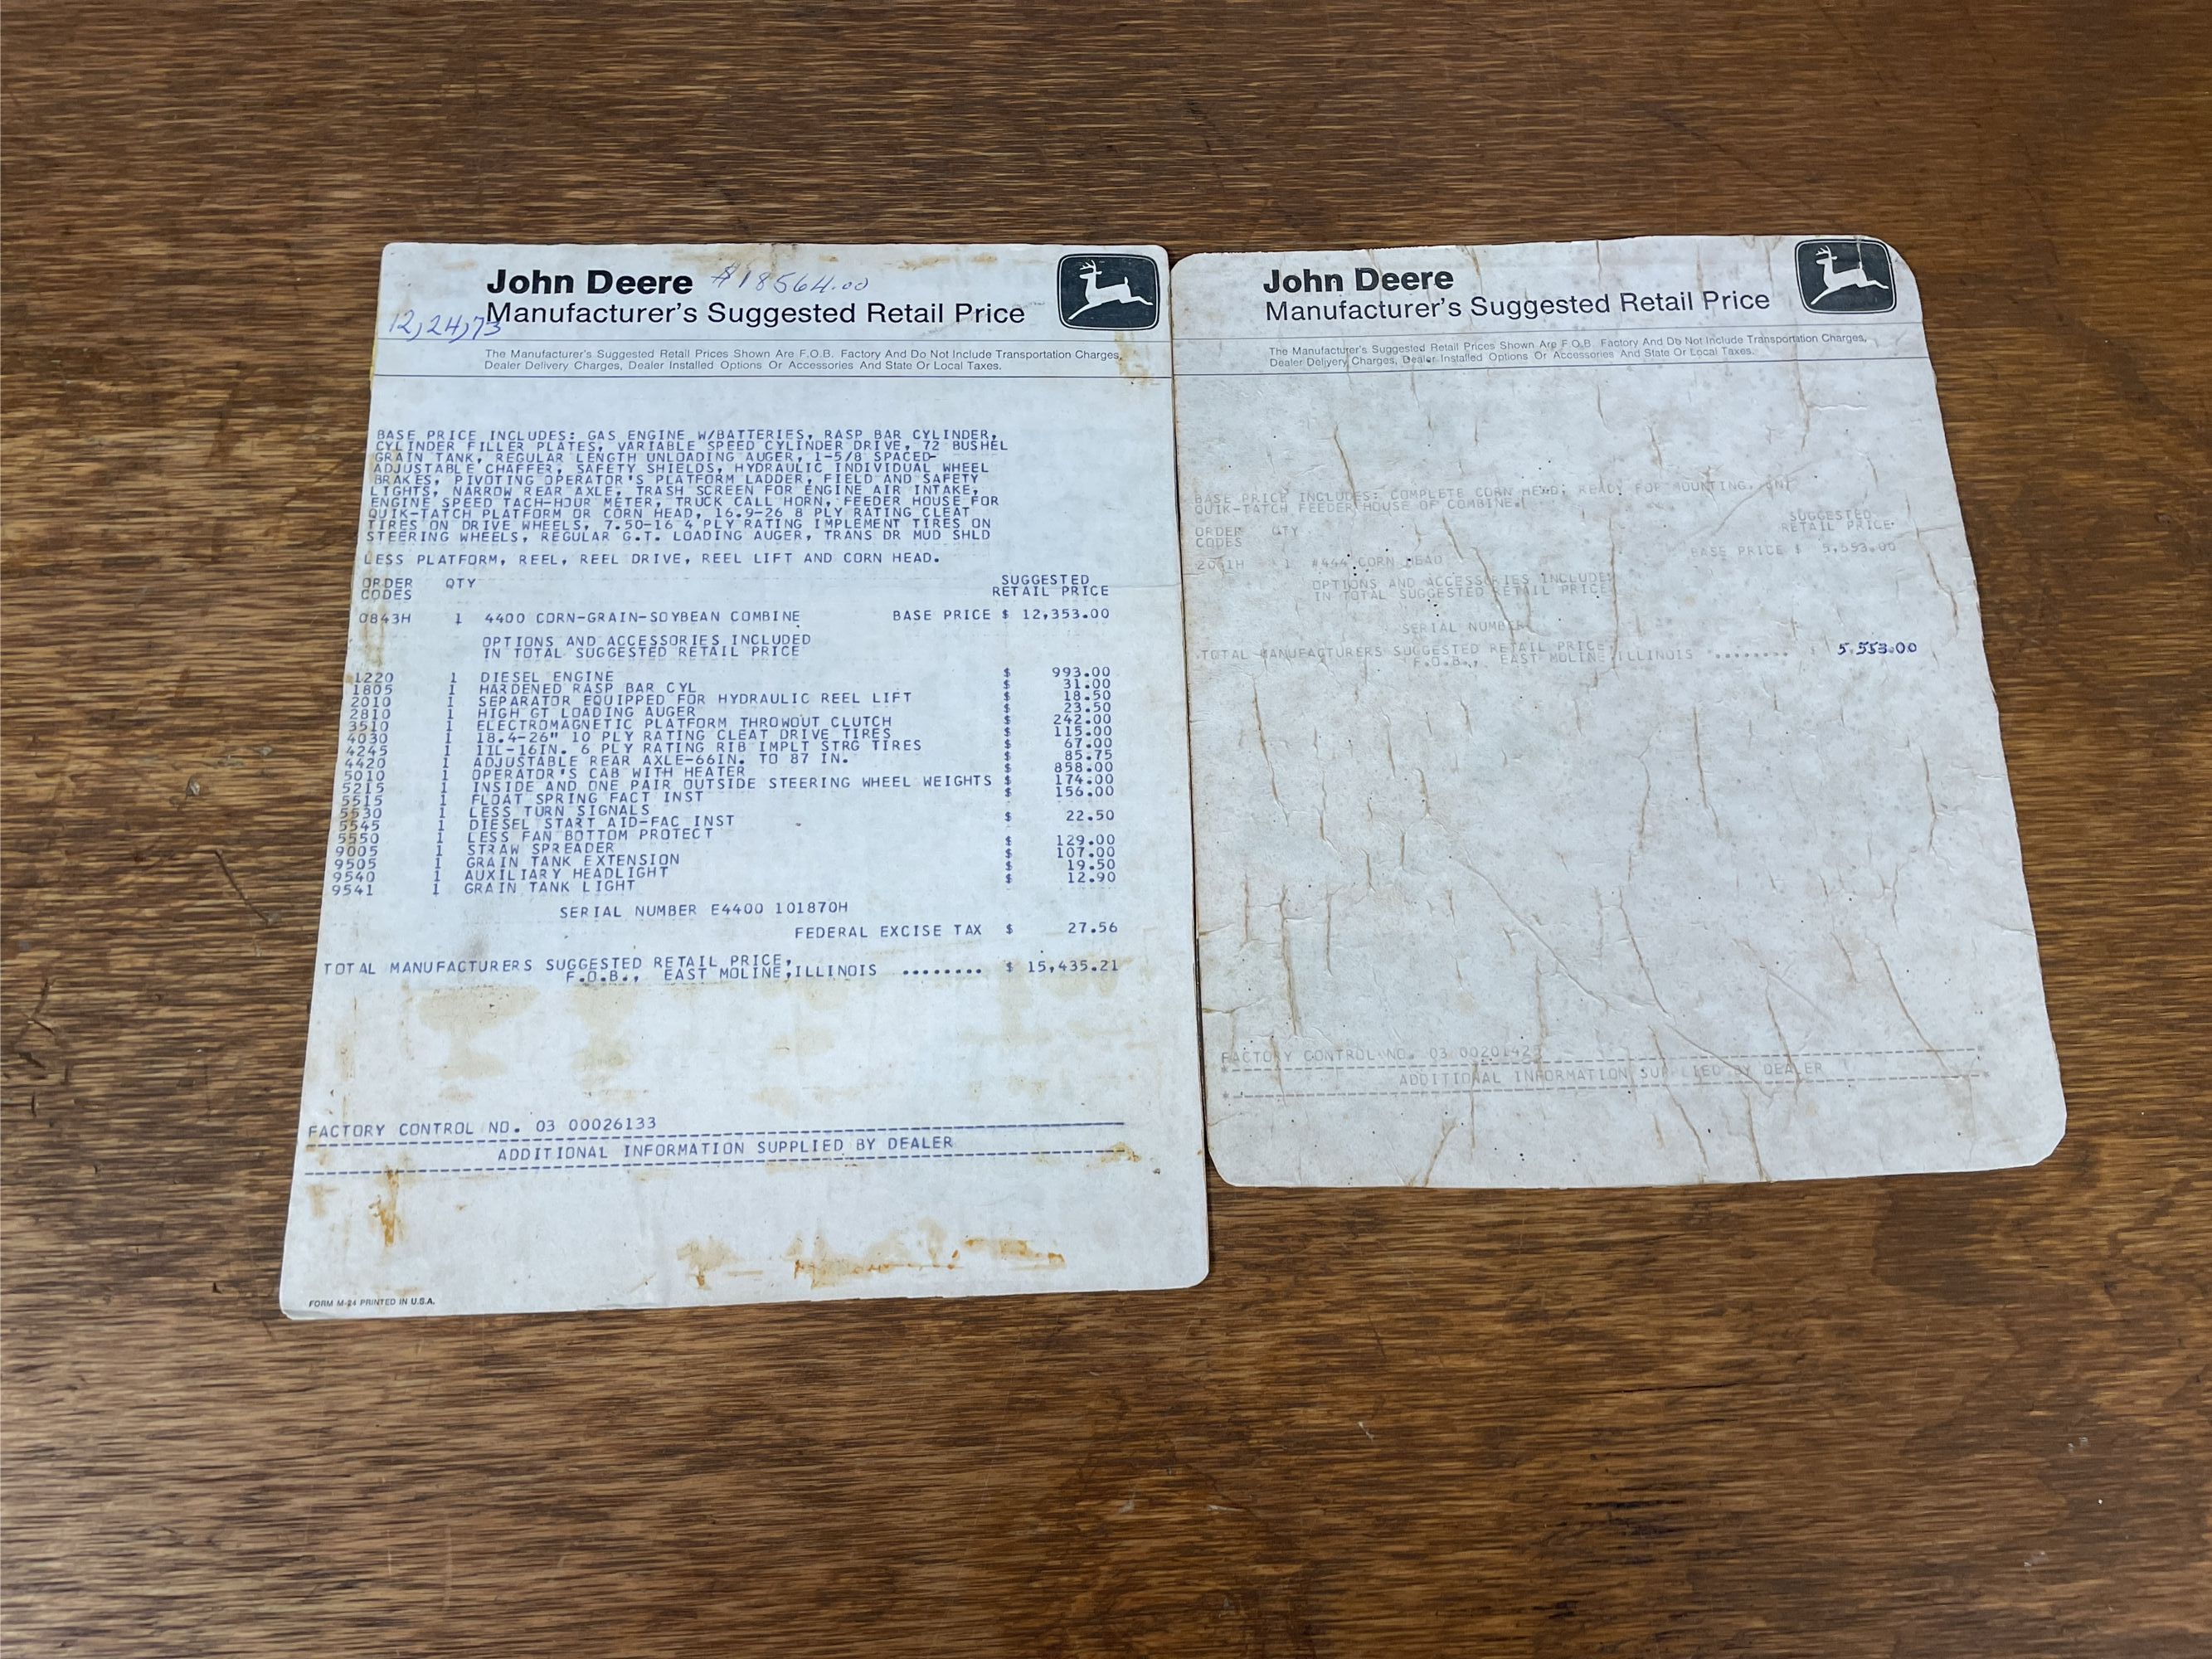 John Deere $18564.00
12,24,73
Manufacturer's Suggested Retail Price
The Manufacturer's Suggested Retail Prices Shown Are F.O.B. Factory And Do Not Include Transportation Charges,
Dealer Delivery Charges, Dealer Installed Options Or Accessories And State Or Local Taxes.
BASE PRICE INCLUDES: GAS ENGINE W/BATTERIES, RASP BAR CYLINDER,
CYLINDER FILLER PLATES, VARIABLE SPEED CYLINDER DRIVE, 72 BUSHEL
GRAIN TANK, REGULAR LENGTH UNLOADING AUGER, 1-5/8 SPACED-
ADJUSTABLE CHAFFER, SAFETY SHIELDS, HYDRAULIC INDIVIDUAL WHEEL
BRAKES, PIVOTING OPERATOR'S PLATFORM LADDER, FIELD AND SAFETY
LIGHTS, NARROW REAR AXLE, TRASH SCREEN FOR ENGINE AIR INTAKE,
ENGINE SPEED TACH-HOUR METER, TRUCK CALL HORN, FEEDER HOUSE FOR
QUIK-TATCH PLATFORM OR CORN HEAD, 16.9-26 8 PLY RATING CLEAT
TIRES ON DRIVE WHEELS, 7.50-16 4 PLY RATING IMPLEMENT TIRES ON
STEERING WHEELS, REGULAR G.T. LOADING AUGER, TRANS DR MUD SHLD
LESS PLATFORM, REEL, REEL DRIVE, REEL LIFT AND CORN HEAD.
ORDER CODES QTY SUGGESTED RETAIL PRICE
0843H 1 4400 CORN-GRAIN-SOYBEAN COMBINE BASE PRICE $ 12,353.00
OPTIONS AND ACCESSORIES INCLUDED
IN TOTAL SUGGESTED RETAIL PRICE
1220 1 DIESEL ENGINE $ 993.00
1805 1 HARDENED RASP BAR CYL $ 31.00
2010 1 SEPARATOR EQUIPPED FOR HYDRAULIC REEL LIFT $ 18.50
2810 1 HIGH GT LOADING AUGER $ 23.50
3510 1 ELECTROMAGNETIC PLATFORM THROWOUT CLUTCH $ 242.00
4030 1 18.4-26" 10 PLY RATING CLEAT DRIVE TIRES $ 115.00
4245 1 11L-16IN. 6 PLY RATING RIB IMPLT STRG TIRES $ 67.00
4420 1 ADJUSTABLE REAR AXLE-66IN. TO 87 IN. $ 85.75
5010 1 OPERATOR'S CAB WITH HEATER $ 858.00
5215 1 INSIDE AND ONE PAIR OUTSIDE STEERING WHEEL WEIGHTS $ 174.00
5515 1 FLOAT SPRING FACT INST $ 156.00
5530 1 LESS TURN SIGNALS
5545 1 DIESEL START AID-FAC INST $ 22.50
5550 1 LESS FAN BOTTOM PROTECT
9005 1 STRAW SPREADER $ 129.00
9505 1 GRAIN TANK EXTENSION $ 107.00
9540 1 AUXILIARY HEADLIGHT $ 19.50
9541 1 GRAIN TANK LIGHT $ 12.90
SERIAL NUMBER E4400 101870H
FEDERAL EXCISE TAX $ 27.56
TOTAL MANUFACTURERS SUGGESTED RETAIL PRICE,
F.O.B., EAST MOLINE,ILLINOIS ........ $ 15,435.21
FACTORY CONTROL NO. 03 00026133
ADDITIONAL INFORMATION SUPPLIED BY DEALER
FORM M-24 PRINTED IN U.S.A.
John Deere
Manufacturer's Suggested Retail Price
The Manufacturer's Suggested Retail Prices Shown Are F.O.B. Factory And Do Not Include Transportation Charges,
Dealer Delivery Charges, Dealer Installed Options Or Accessories And State Or Local Taxes.
BASE PRICE INCLUDES: COMPLETE CORN HEAD; READY FOR MOUNTING, ON
QUIK-TATCH FEEDER HOUSE OF COMBINE.
ORDER CODES QTY SUGGESTED RETAIL PRICE
1 #444 CORN HEAD BASE PRICE $ 5,553.00
OPTIONS AND ACCESSORIES INCLUDED
IN TOTAL SUGGESTED RETAIL PRICE
SERIAL NUMBER
TOTAL MANUFACTURERS SUGGESTED RETAIL PRICE,
F.O.B., EAST MOLINE,ILLINOIS ........ $ 5,553.00
FACTORY CONTROL NO. 03 00201425
ADDITIONAL INFORMATION SUPPLIED BY DEALER